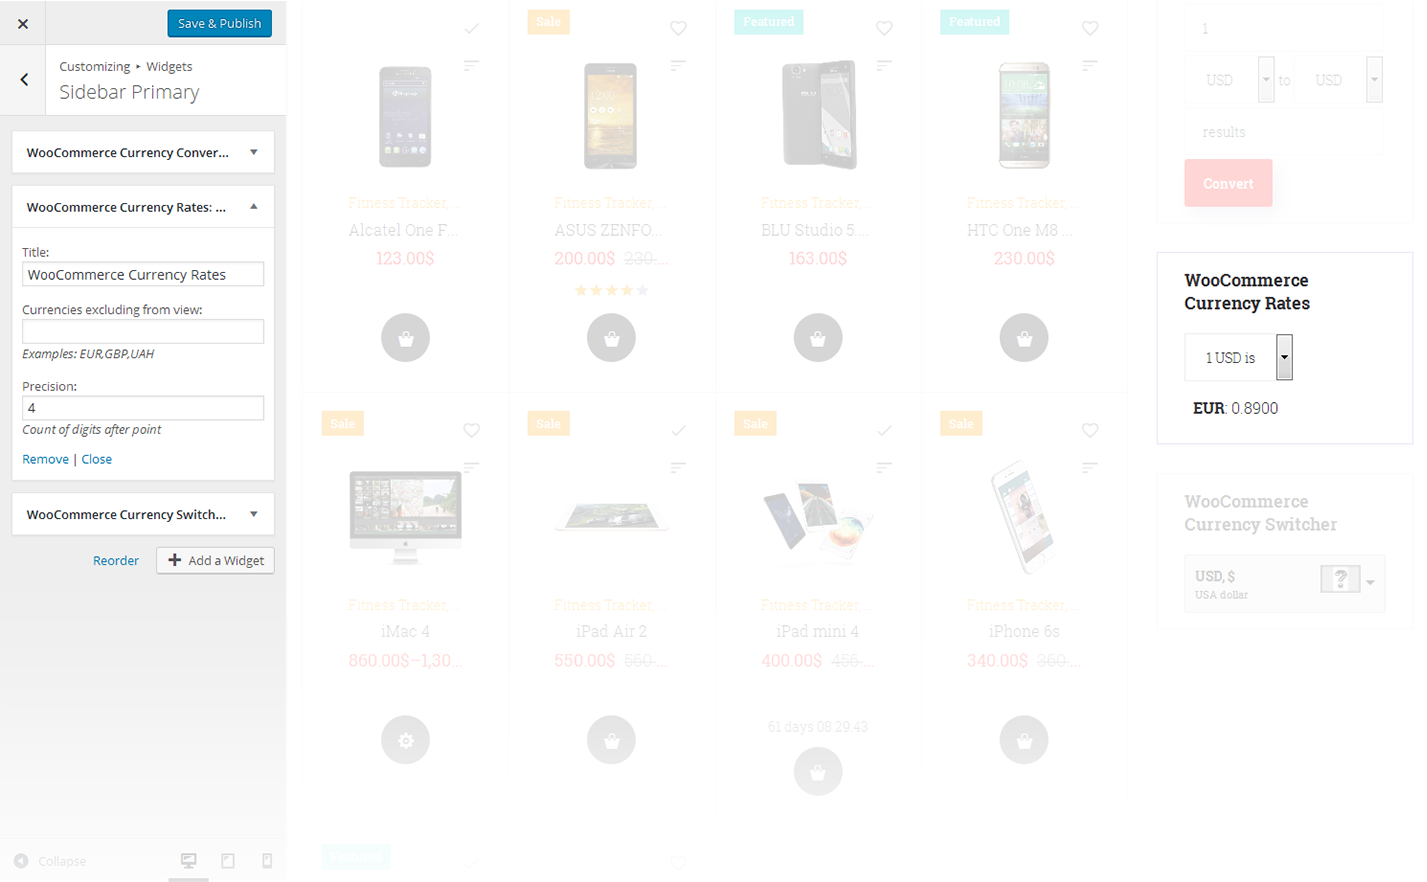 Save & Publish
Customizing ▸ Widgets
Sidebar Primary
WooCommerce Currency Conver...
WooCommerce Currency Rates: ...
Title:
WooCommerce Currency Rates
Currencies excluding from view:
Examples: EUR,GBP,UAH
Precision:
4
Count of digits after point
Remove | Close
WooCommerce Currency Switch...
Reorder
Add a Widget
Collapse
Sale
Featured
Featured
Fitness Tracker, ...
Fitness Tracker, ...
Fitness Tracker, ...
Fitness Tracker, ...
Alcatel One F...
ASUS ZENFO...
BLU Studio 5....
HTC One M8 ...
123.00$
200.00$ 230....
163.00$
230.00$
Sale
Sale
Sale
Sale
Fitness Tracker, ...
Fitness Tracker, ...
Fitness Tracker, ...
Fitness Tracker, ...
iMac 4
iPad Air 2
iPad mini 4
iPhone 6s
860.00$–1,30...
550.00$ 560....
400.00$ 456....
340.00$ 360....
61 days 08:29:43
Featured
1
USD
to
USD
results
Convert
WooCommerce
Currency Rates
1 USD is
EUR: 0.8900
WooCommerce
Currency Switcher
USD, $
USA dollar